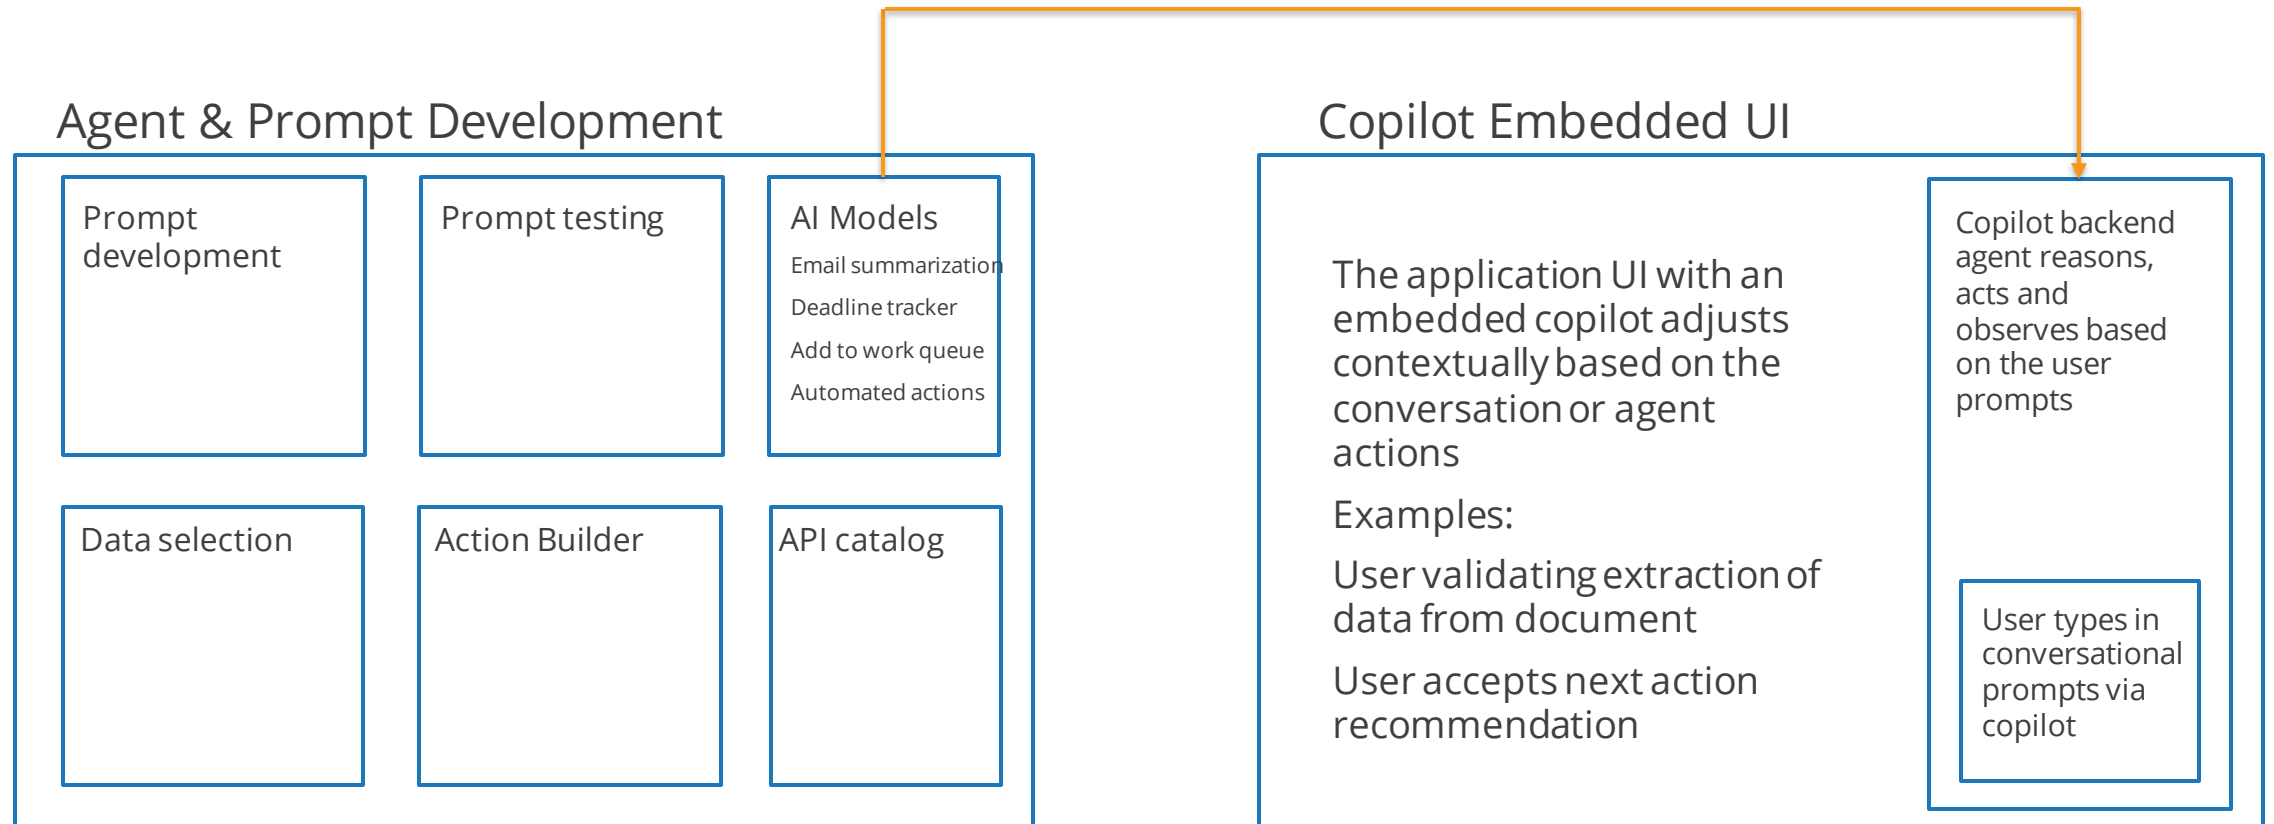 Agent & Prompt Development
Prompt
development
Prompt testing
AI Models
Email summarization
Deadline tracker
Add to work queue
Automated actions
Data selection
Action Builder
API catalog
Copilot Embedded UI
The application UI with an
embedded copilot adjusts
contextually based on the
conversation or agent
actions
Examples:
User validating extraction of
data from document
User accepts next action
recommendation
Copilot backend
agent reasons,
acts and
observes based
on the user
prompts
User types in
conversational
prompts via
copilot